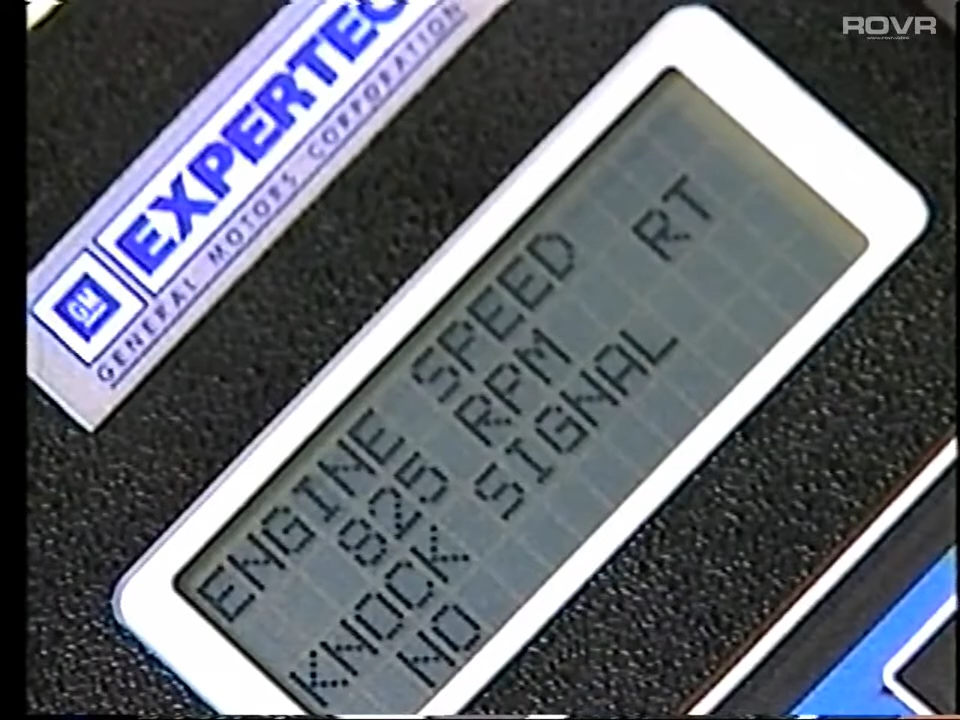 ROVR
EXPERTEC
GM
GENERAL MOTORS CORPORATION
ENGINE SPEED
825 RPM RT
KNOCK SIGNAL
NO